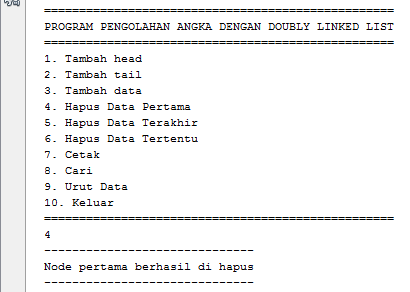 ==================================================
PROGRAM PENGOLAHAN ANGKA DENGAN DOUBLY LINKED LIST
==================================================
1. Tambah head
2. Tambah tail
3. Tambah data
4. Hapus Data Pertama
5. Hapus Data Terakhir
6. Hapus Data Tertentu
7. Cetak
8. Cari
9. Urut Data
10. Keluar
==================================================
4
------------------------------
Node pertama berhasil di hapus
------------------------------